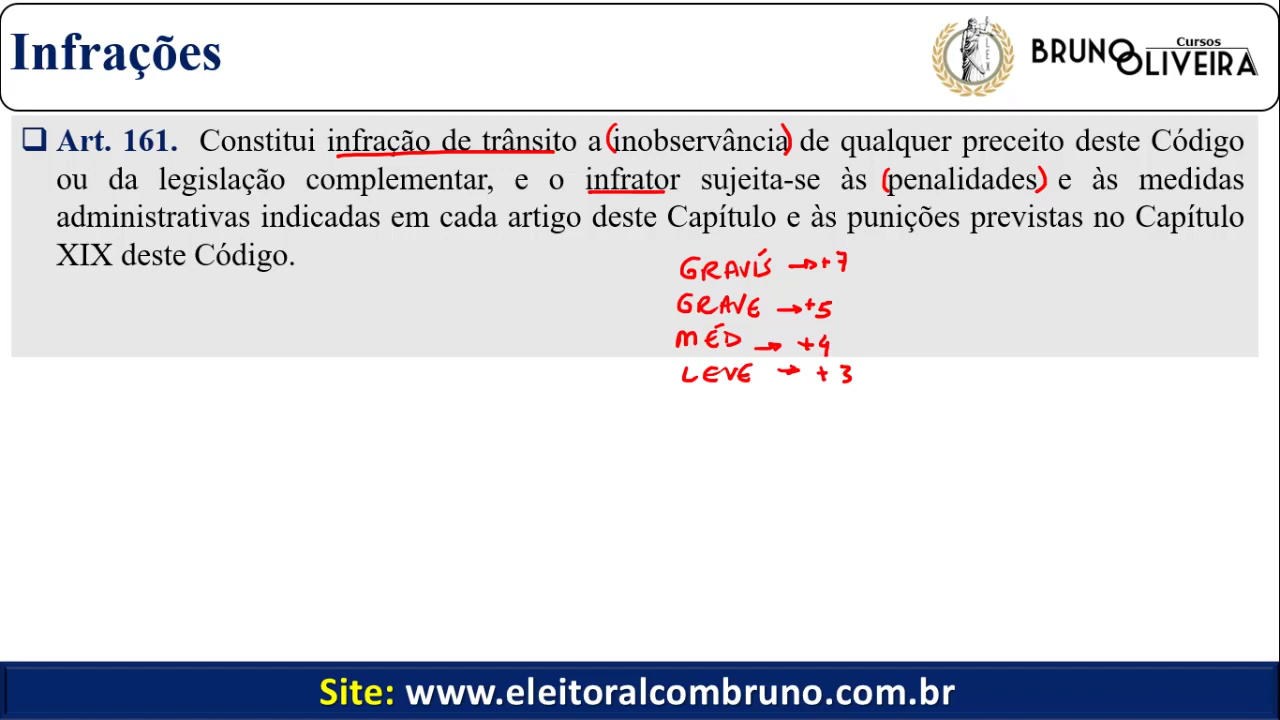 Infrações
Cursos
BRUNO
OLIVEIRA
LEX
❑ Art. 161. Constitui infração de trânsito a (inobservância) de qualquer preceito deste Código
ou da legislação complementar, e o infrator sujeita-se às (penalidades) e às medidas
administrativas indicadas em cada artigo deste Capítulo e às punições previstas no Capítulo
XIX deste Código.
GRAVÍS → +7
GRAVE → +5
MÉD → +4
LEVE → +3
Site: www.eleitoralcombruno.com.br